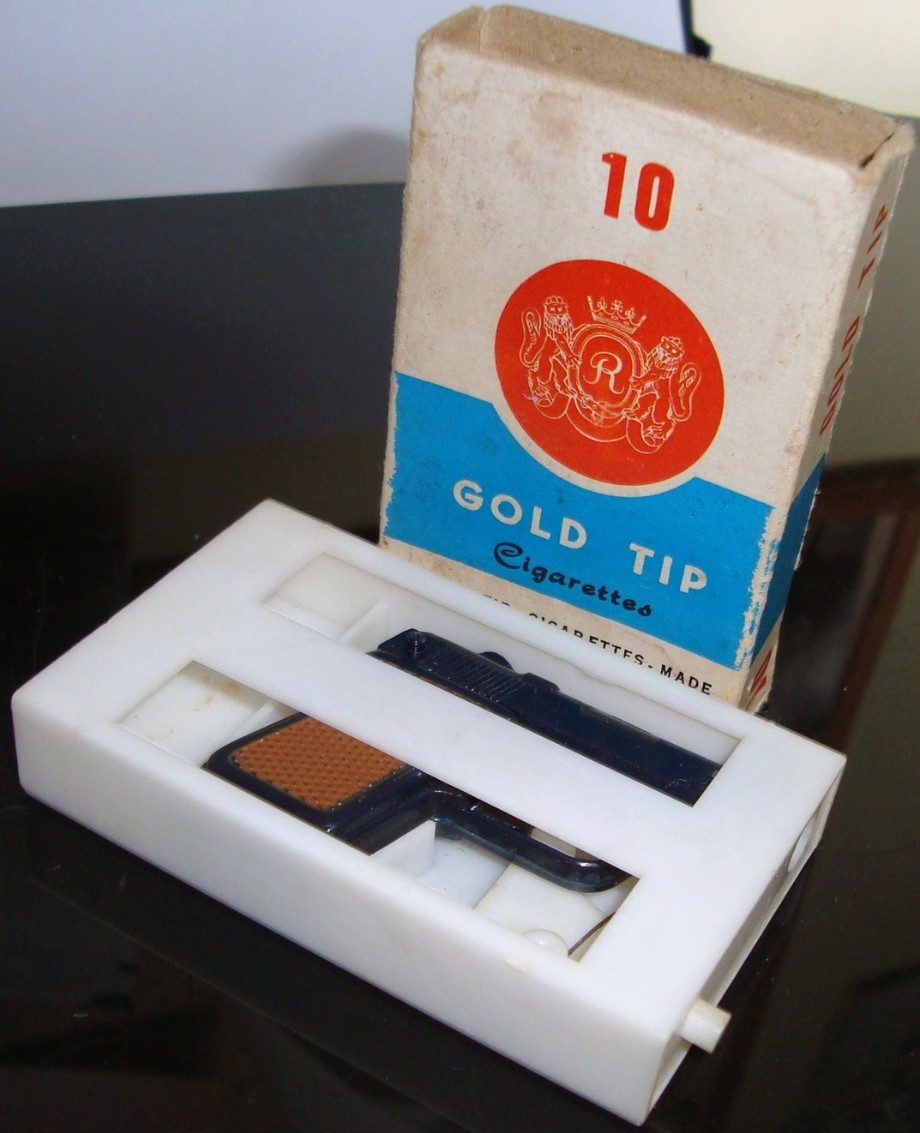 10
R
GOLD TIP
Cigarettes
CIGARETTES - MADE
GOLD TIP